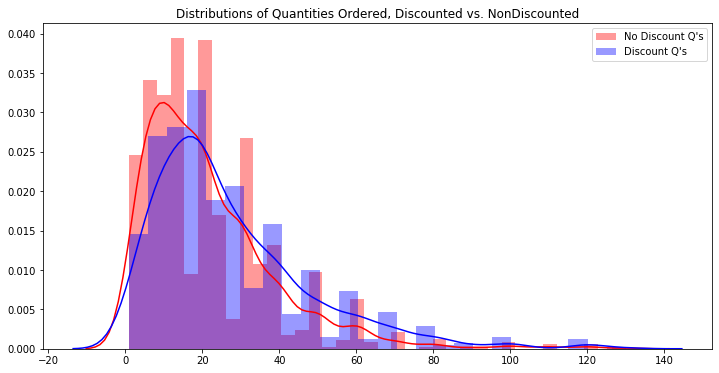 Distributions of Quantities Ordered, Discounted vs. NonDiscounted
No Discount Q's
Discount Q's
0.040
0.035
0.030
0.025
0.020
0.015
0.010
0.005
0.000
−20 0 20 40 60 80 100 120 140